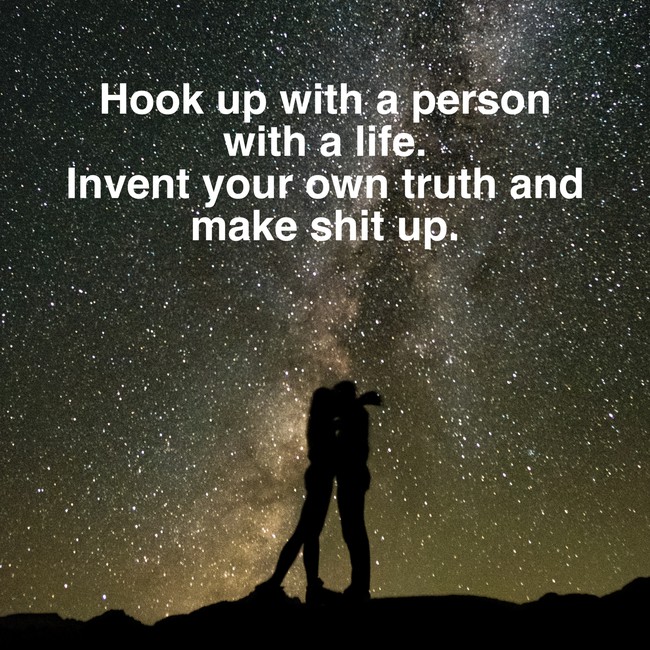 Hook up with a person
with a life.
Invent your own truth and
make shit up.